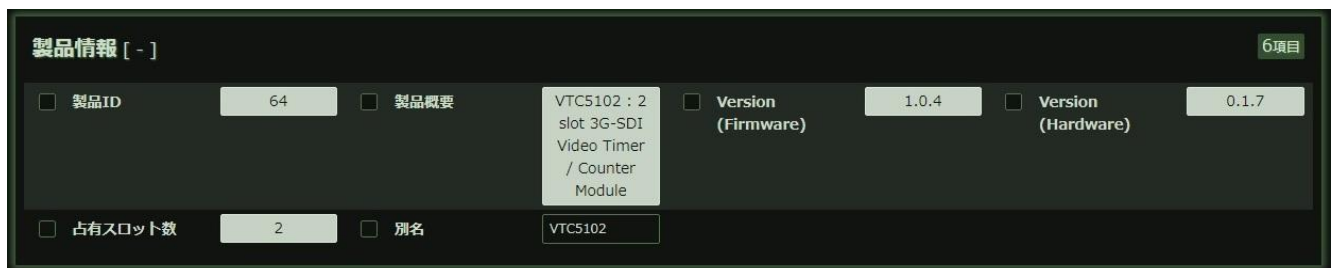 製品情報 [ - ]
6項目
製品ID
64
製品概要
VTC5102 : 2
slot 3G-SDI
Video Timer
/ Counter
Module
Version
(Firmware)
1.0.4
Version
(Hardware)
0.1.7
占有スロット数
2
別名
VTC5102